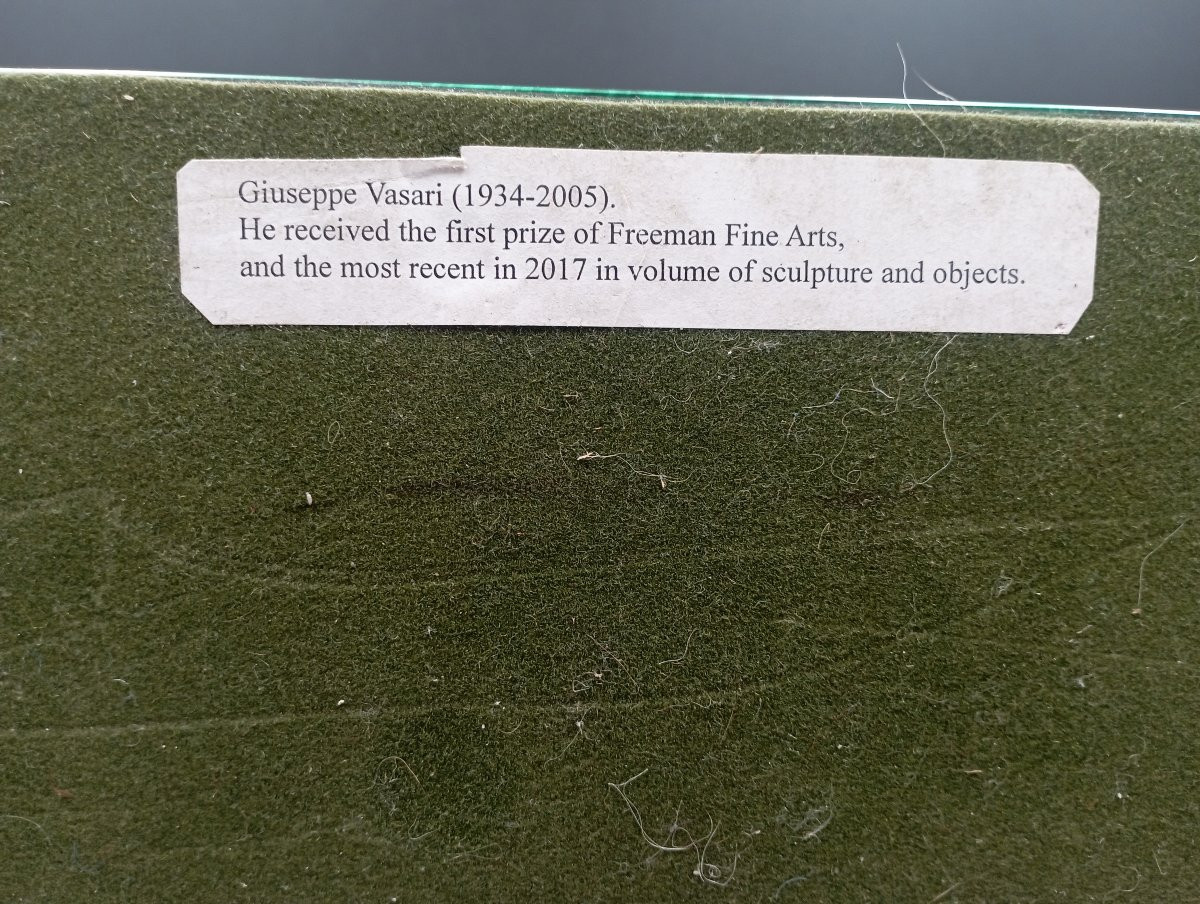 Giuseppe Vasari (1934-2005).
He received the first prize of Freeman Fine Arts,
and the most recent in 2017 in volume of sculpture and objects.